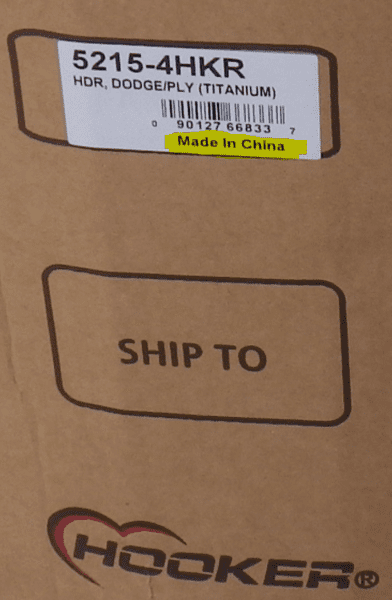 5215-4HKR
HDR, DODGE/PLY (TITANIUM)
0 90127 66833 7
Made In China
SHIP TO
HOOKER®